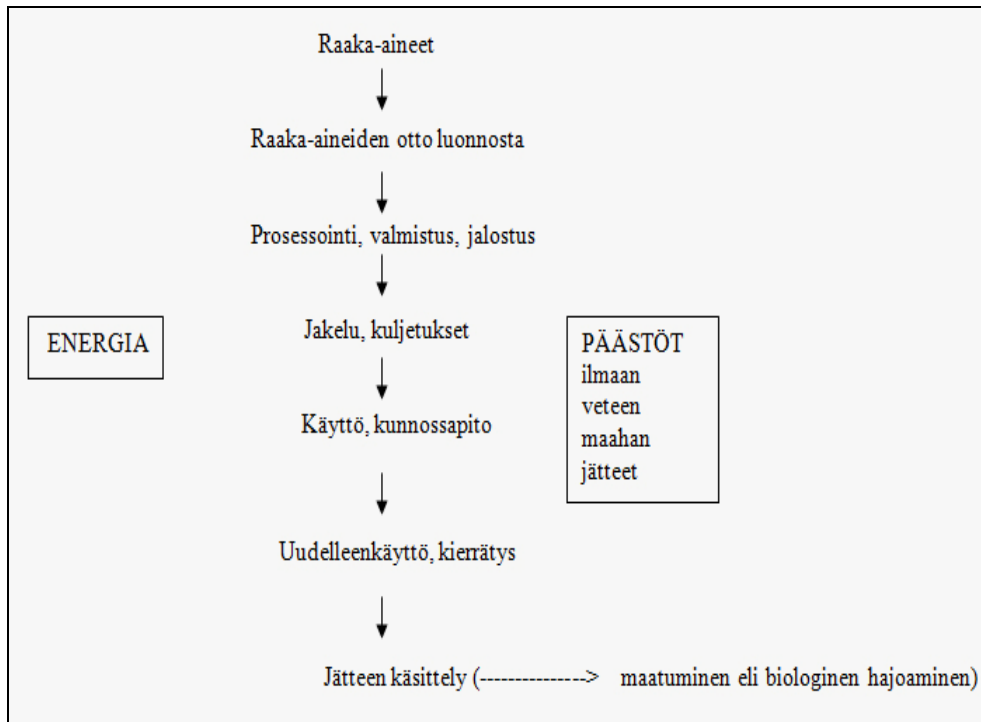 Raaka-aineet
Raaka-aineiden otto luonnosta
Prosessointi, valmistus, jalostus
Jakelu, kuljetukset
ENERGIA
PÄÄSTÖT
ilmaan
veteen
maahan
jätteet
Käyttö, kunnossapito
Uudelleenkäyttö, kierrätys
Jätteen käsittely (---------------> maatuminen eli biologinen hajoaminen)